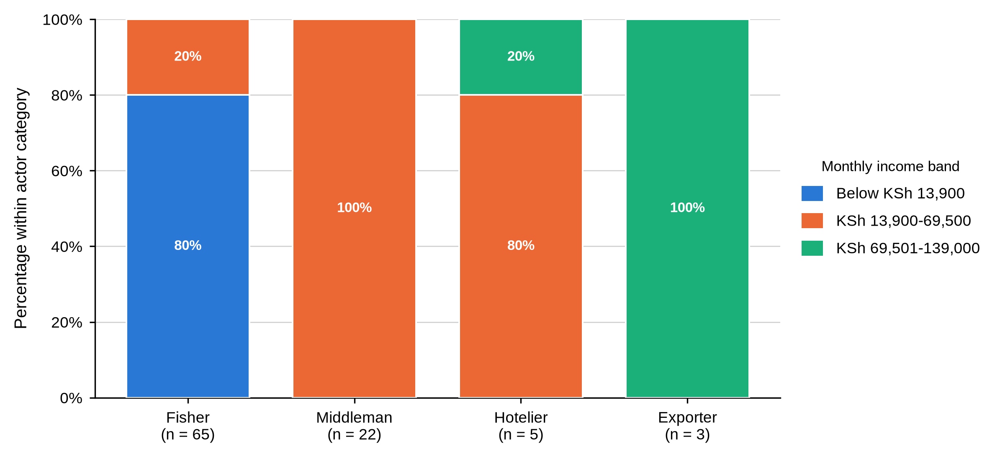 Percentage within actor category
100%
80%
60%
40%
20%
0%
20%
80%
100%
20%
80%
100%
Fisher
(n = 65)
Middleman
(n = 22)
Hotelier
(n = 5)
Exporter
(n = 3)
Monthly income band
Below KSh 13,900
KSh 13,900-69,500
KSh 69,501-139,000